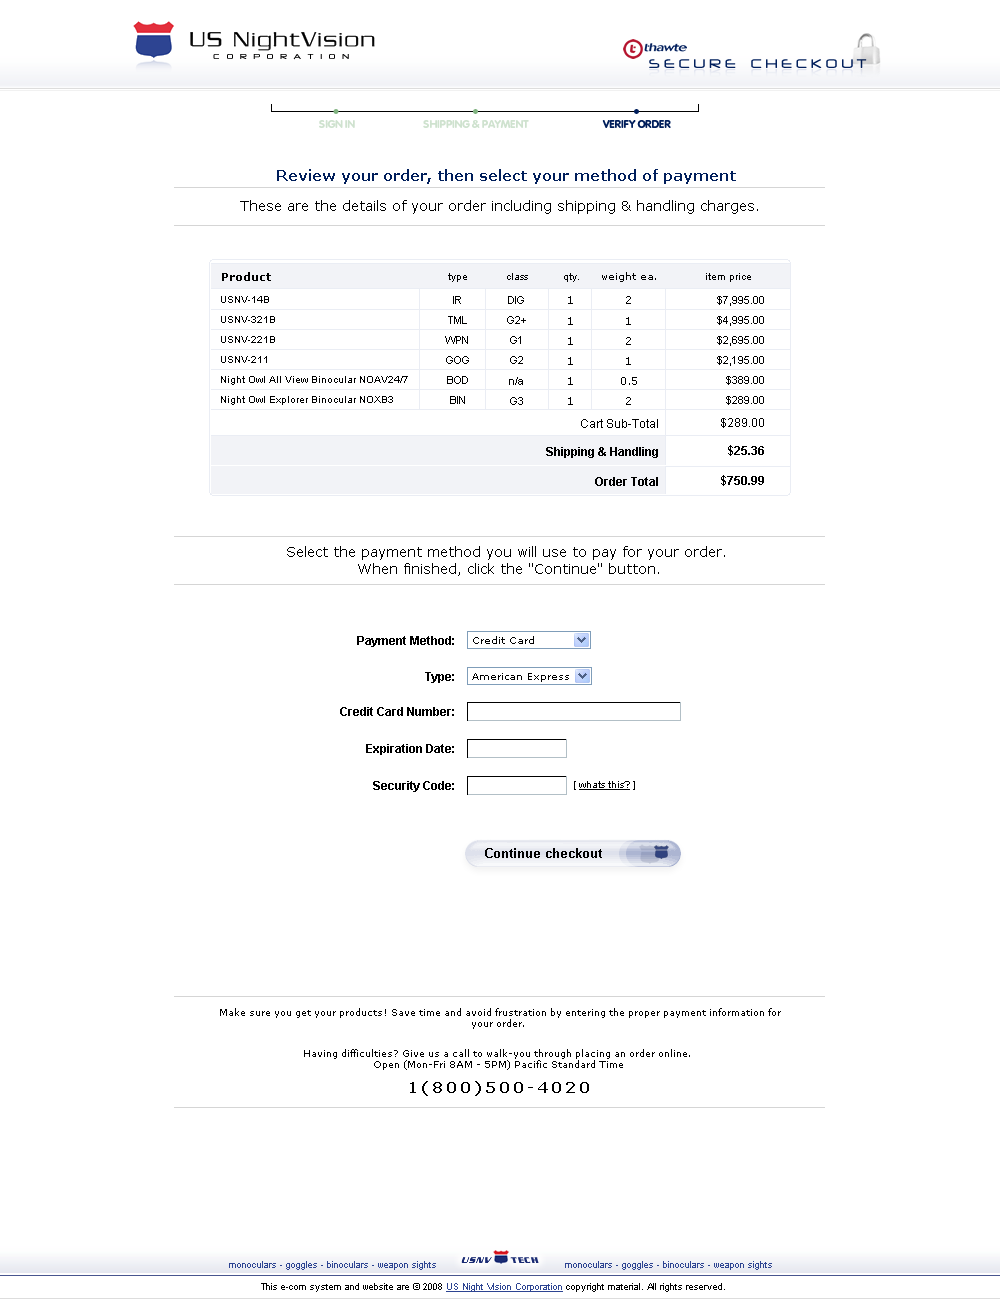 US NightVision
CORPORATION
thawte
SECURE CHECKOUT
SIGN IN SHIPPING & PAYMENT VERIFY ORDER
Review your order, then select your method of payment
These are the details of your order including shipping & handling charges.
Product type class qty. weight ea. item price
USNV-14B IR DIG 1 2 $7,995.00
USNV-321B TML G2+ 1 1 $4,995.00
USNV-221B WPN G1 1 2 $2,695.00
USNV-211 GOG G2 1 1 $2,195.00
Night Owl All View Binocular NOAV24/7 BOD n/a 1 0.5 $389.00
Night Owl Explorer Binocular NOXB3 BIN G3 1 2 $289.00
Cart Sub-Total $289.00
Shipping & Handling $25.36
Order Total $750.99
Select the payment method you will use to pay for your order.
When finished, click the "Continue" button.
Payment Method: Credit Card
Type: American Express
Credit Card Number:
Expiration Date:
Security Code: [ whats this? ]
Continue checkout
Make sure you get your products! Save time and avoid frustration by entering the proper payment information for
your order.
Having difficulties? Give us a call to walk-you through placing an order online.
Open (Mon-Fri 8AM - 5PM) Pacific Standard Time
1(800)500-4020
monoculars - goggles - binoculars - weapon sights USNV TECH monoculars - goggles - binoculars - weapon sights
This e-com system and website are © 2008 US Night Vision Corporation copyright material. All rights reserved.